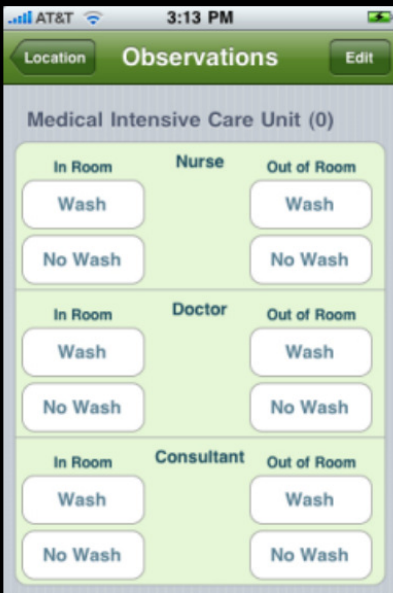 AT&T 3:13 PM
Location Observations Edit
Medical Intensive Care Unit (0)
In Room Nurse Out of Room
Wash Wash
No Wash No Wash
In Room Doctor Out of Room
Wash Wash
No Wash No Wash
In Room Consultant Out of Room
Wash Wash
No Wash No Wash